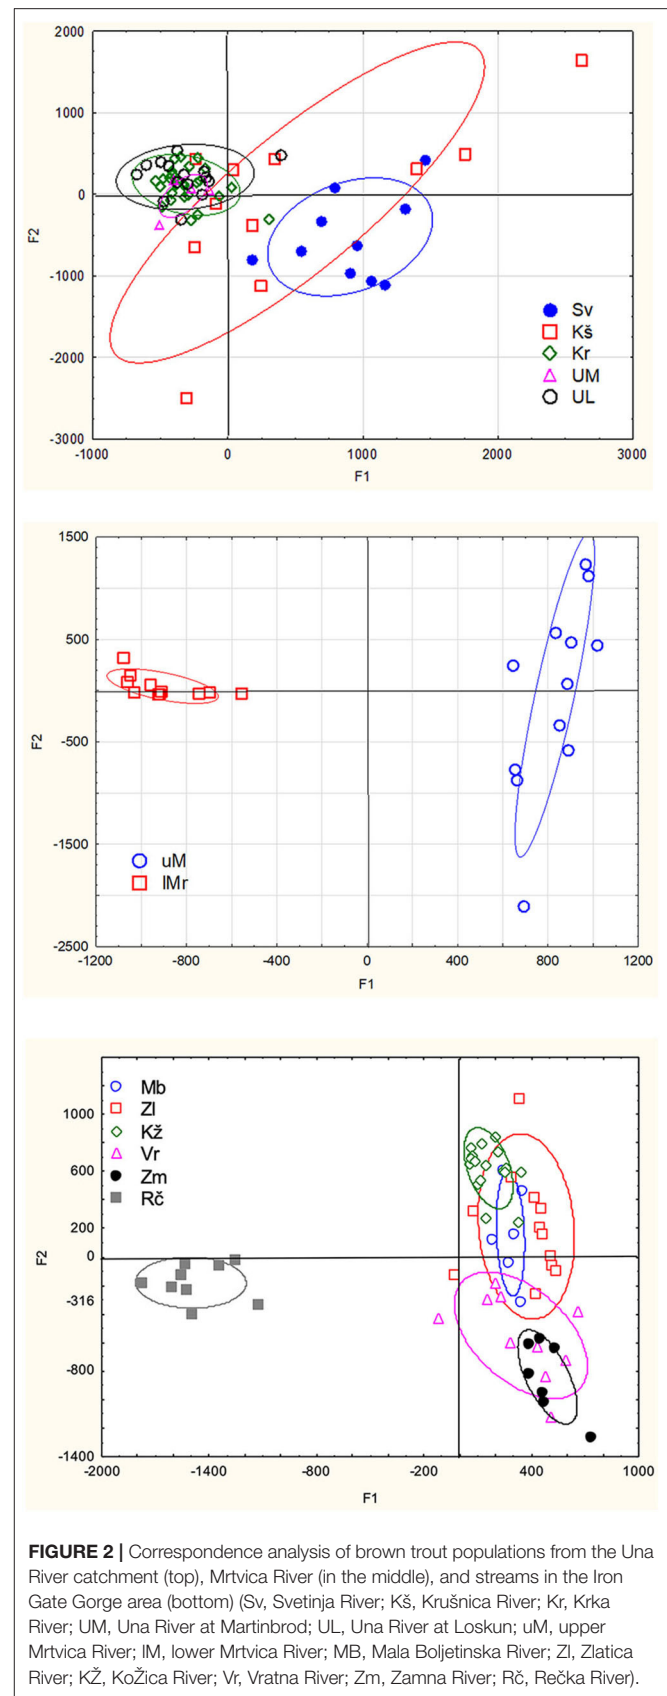 2000
1000
0
-1000
-2000
-3000
F2
-1000
0
1000
2000
3000
F1
Sv
Kš
Kr
UM
UL
1500
500
-500
-1500
-2500
F2
-1200
-800
-400
0
400
800
1200
F1
uM
lMr
1000
600
200
0
-316
-800
-1400
F2
-2000
-1400
-800
-200
400
1000
F1
Mb
Zl
Kž
Vr
Zm
Rč
FIGURE 2 | Correspondence analysis of brown trout populations from the Una
River catchment (top), Mrtvica River (in the middle), and streams in the Iron
Gate Gorge area (bottom) (Sv, Svetinja River; Kš, Krušnica River; Kr, Krka
River; UM, Una River at Martinbrod; UL, Una River at Loskun; uM, upper
Mrtvica River; lM, lower Mrtvica River; MB, Mala Boljetinska River; Zl, Zlatica
River; KŽ, KoŽica River; Vr, Vratna River; Zm, Zamna River; Rč, Rečka River).